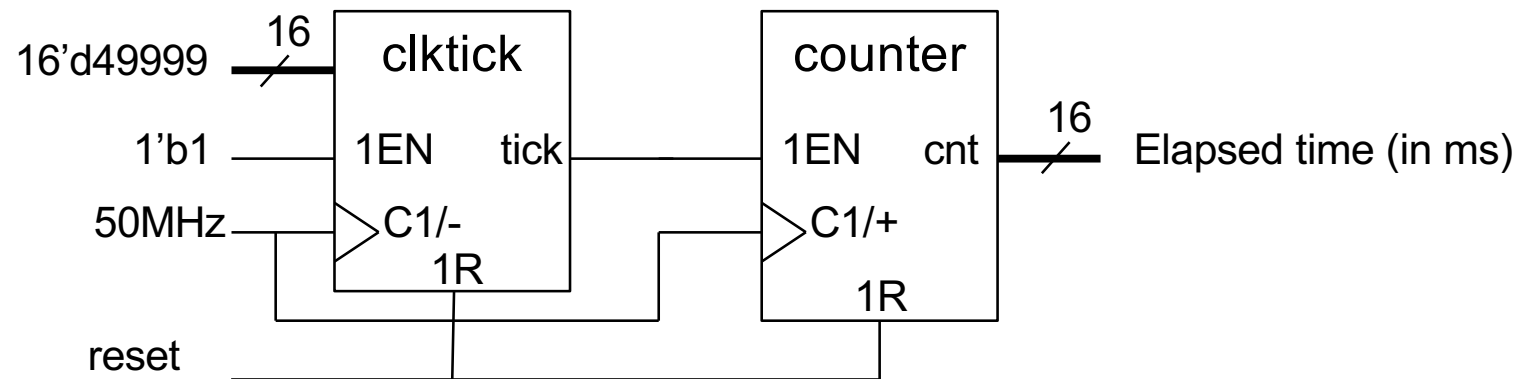 16'd49999
16
clktick
counter
1'b1
1EN
tick
1EN
cnt
16
Elapsed time (in ms)
50MHz
C1/-
C1/+
1R
1R
reset